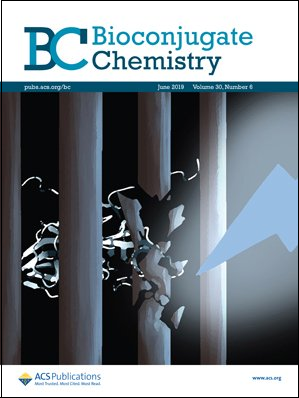 BC Bioconjugate
Chemistry
pubs.acs.org/bc June 2019 Volume 30, Number 6
ACS Publications
Most Trusted. Most Cited. Most Read.
www.acs.org